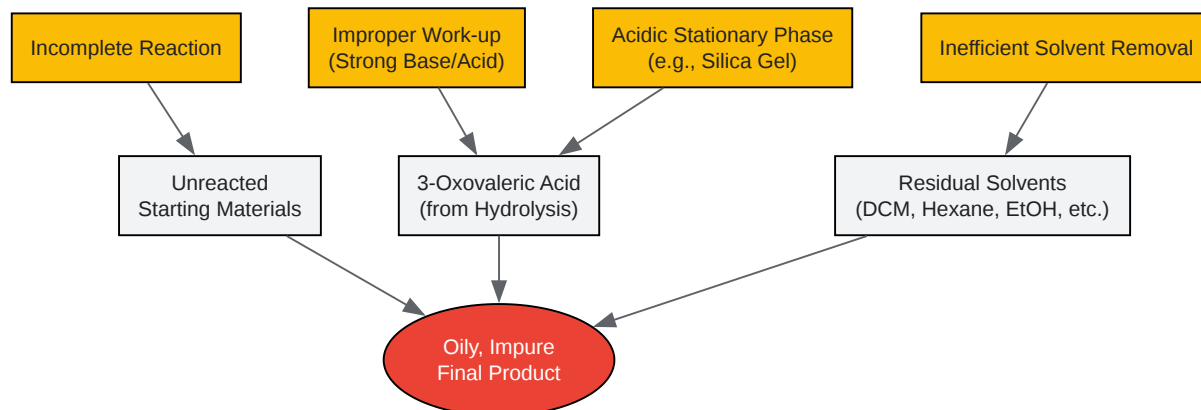 Incomplete Reaction
Improper Work-up
(Strong Base/Acid)
Acidic Stationary Phase
(e.g., Silica Gel)
Inefficient Solvent Removal
Unreacted
Starting Materials
3-Oxovaleric Acid
(from Hydrolysis)
Residual Solvents
(DCM, Hexane, EtOH, etc.)
Oily, Impure
Final Product